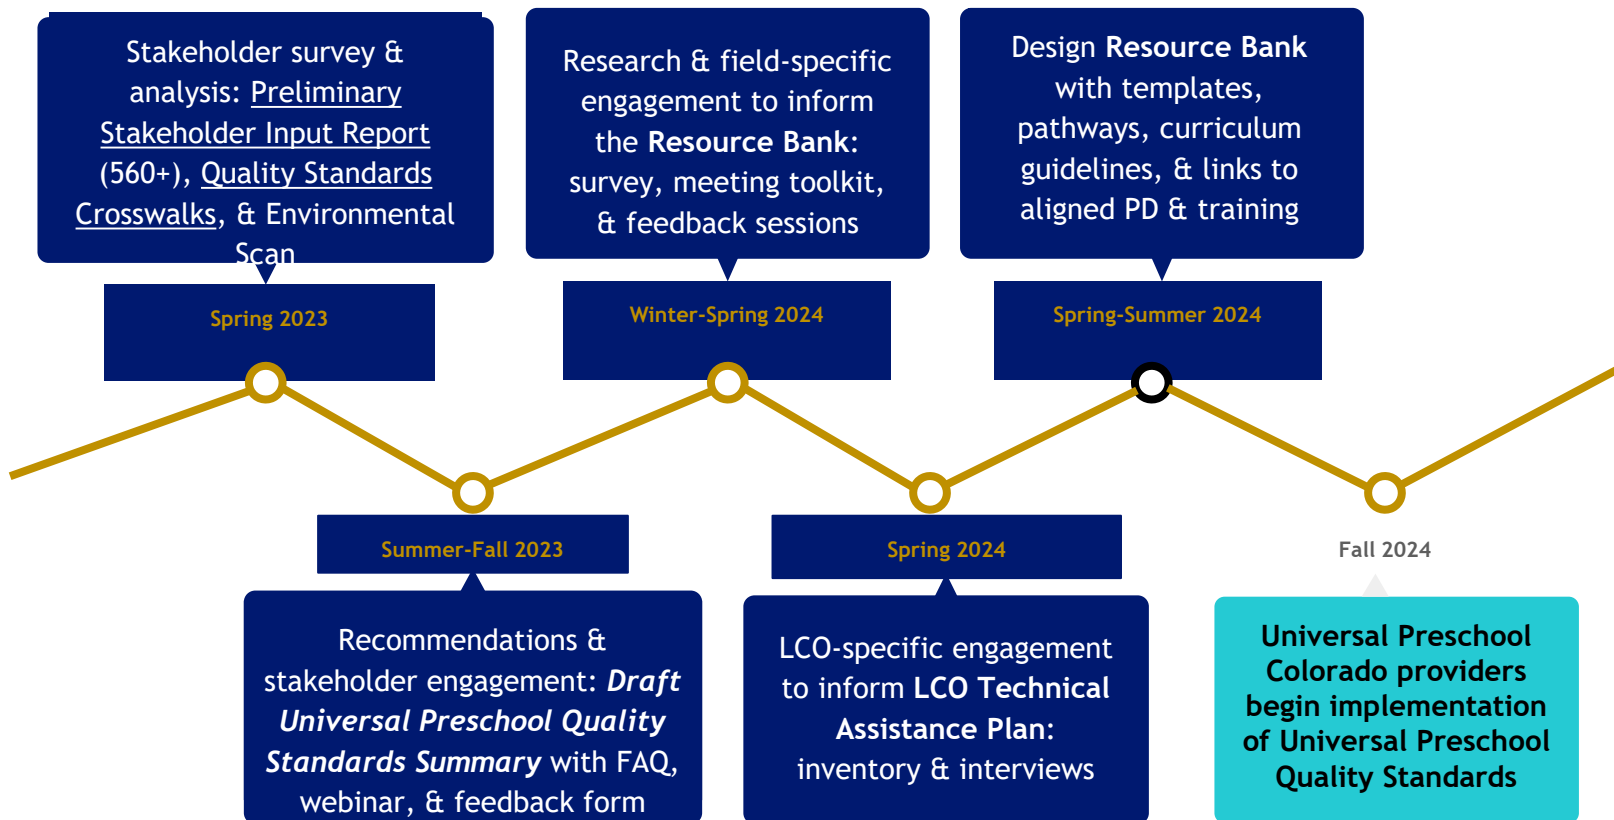 Stakeholder survey &
analysis: Preliminary
Stakeholder Input Report
(560+), Quality Standards
Crosswalks, & Environmental
Scan
Spring 2023
Research & field-specific
engagement to inform
the Resource Bank:
survey, meeting toolkit,
& feedback sessions
Winter-Spring 2024
Design Resource Bank
with templates,
pathways, curriculum
guidelines, & links to
aligned PD & training
Spring-Summer 2024
Summer-Fall 2023
Recommendations &
stakeholder engagement: Draft
Universal Preschool Quality
Standards Summary with FAQ,
webinar, & feedback form
Spring 2024
LCO-specific engagement
to inform LCO Technical
Assistance Plan:
inventory & interviews
Fall 2024
Universal Preschool
Colorado providers
begin implementation
of Universal Preschool
Quality Standards